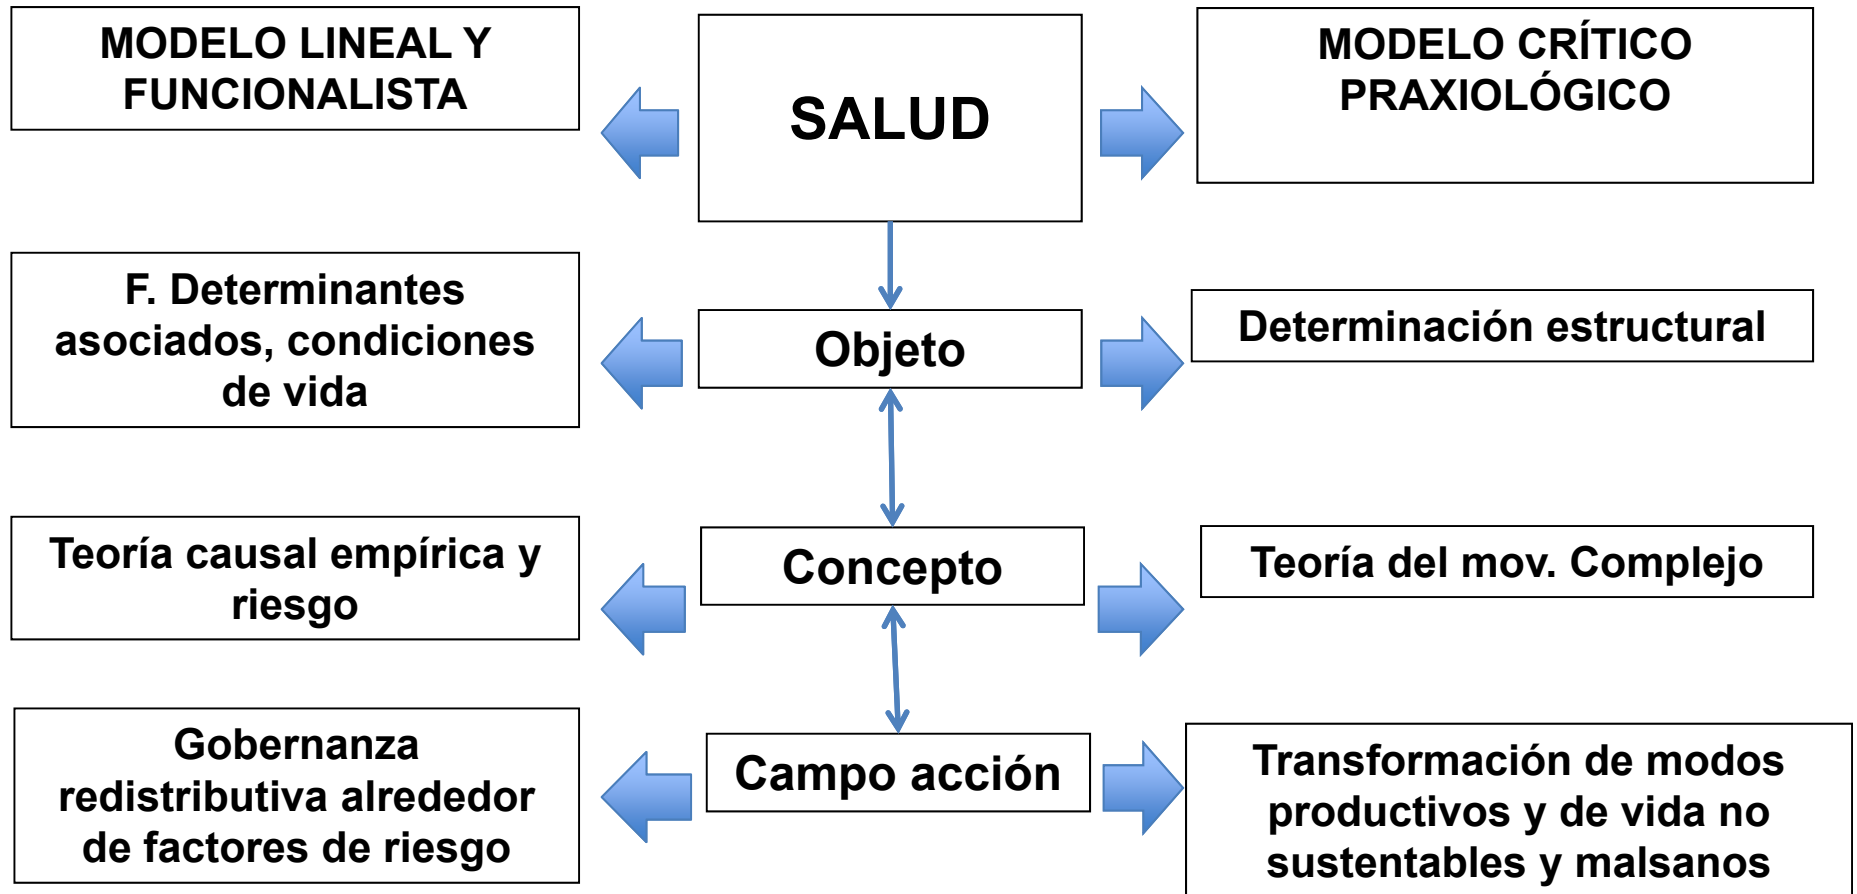 MODELO LINEAL Y
FUNCIONALISTA
SALUD
MODELO CRÍTICO
PRAXIOLÓGICO
F. Determinantes
asociados, condiciones
de vida
Objeto
Determinación estructural
Teoría causal empírica y
riesgo
Concepto
Teoría del mov. Complejo
Gobernanza
redistributiva alrededor
de factores de riesgo
Campo acción
Transformación de modos
productivos y de vida no
sustentables y malsanos